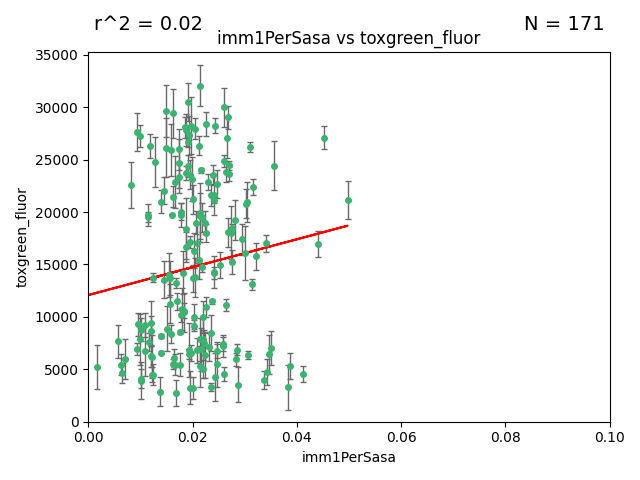 r^2 = 0.02
N = 171
imm1PerSasa vs toxgreen_fluor
35000
30000
25000
20000
15000
10000
5000
0
toxgreen_fluor
0.00
0.02
0.04
0.06
0.08
0.10
imm1PerSasa